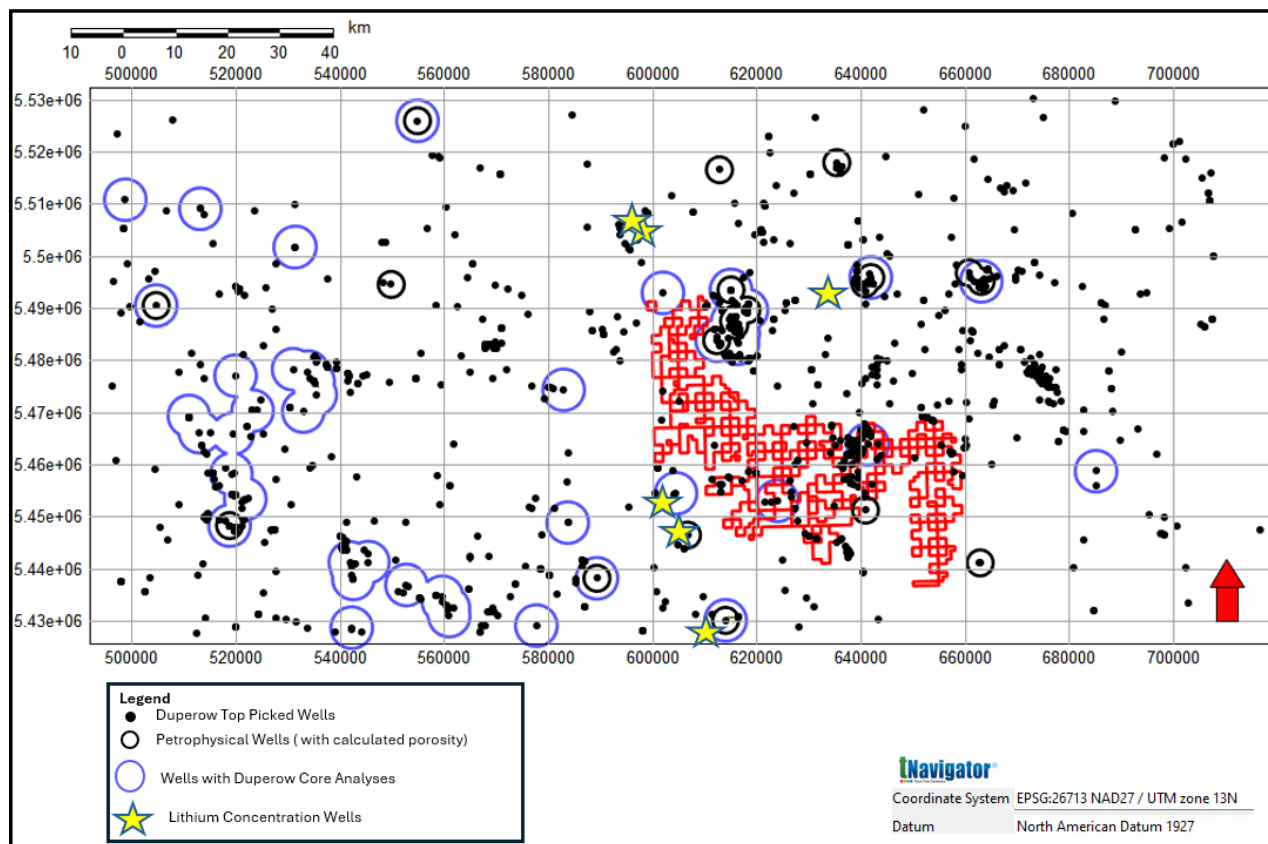 km
10 0 10 20 30 40
500000 520000 540000 560000 580000 600000 620000 640000 660000 680000 700000
5.53e+06
5.52e+06
5.51e+06
5.5e+06
5.49e+06
5.48e+06
5.47e+06
5.46e+06
5.45e+06
5.44e+06
5.43e+06
500000 520000 540000 560000 580000 600000 620000 640000 660000 680000 700000
Legend
Duperow Top Picked Wells
Petrophysical Wells ( with calculated porosity)
Wells with Duperow Core Analyses
Lithium Concentration Wells
tNavigator®
Coordinate System EPSG:26713 NAD27 / UTM zone 13N
Datum North American Datum 1927